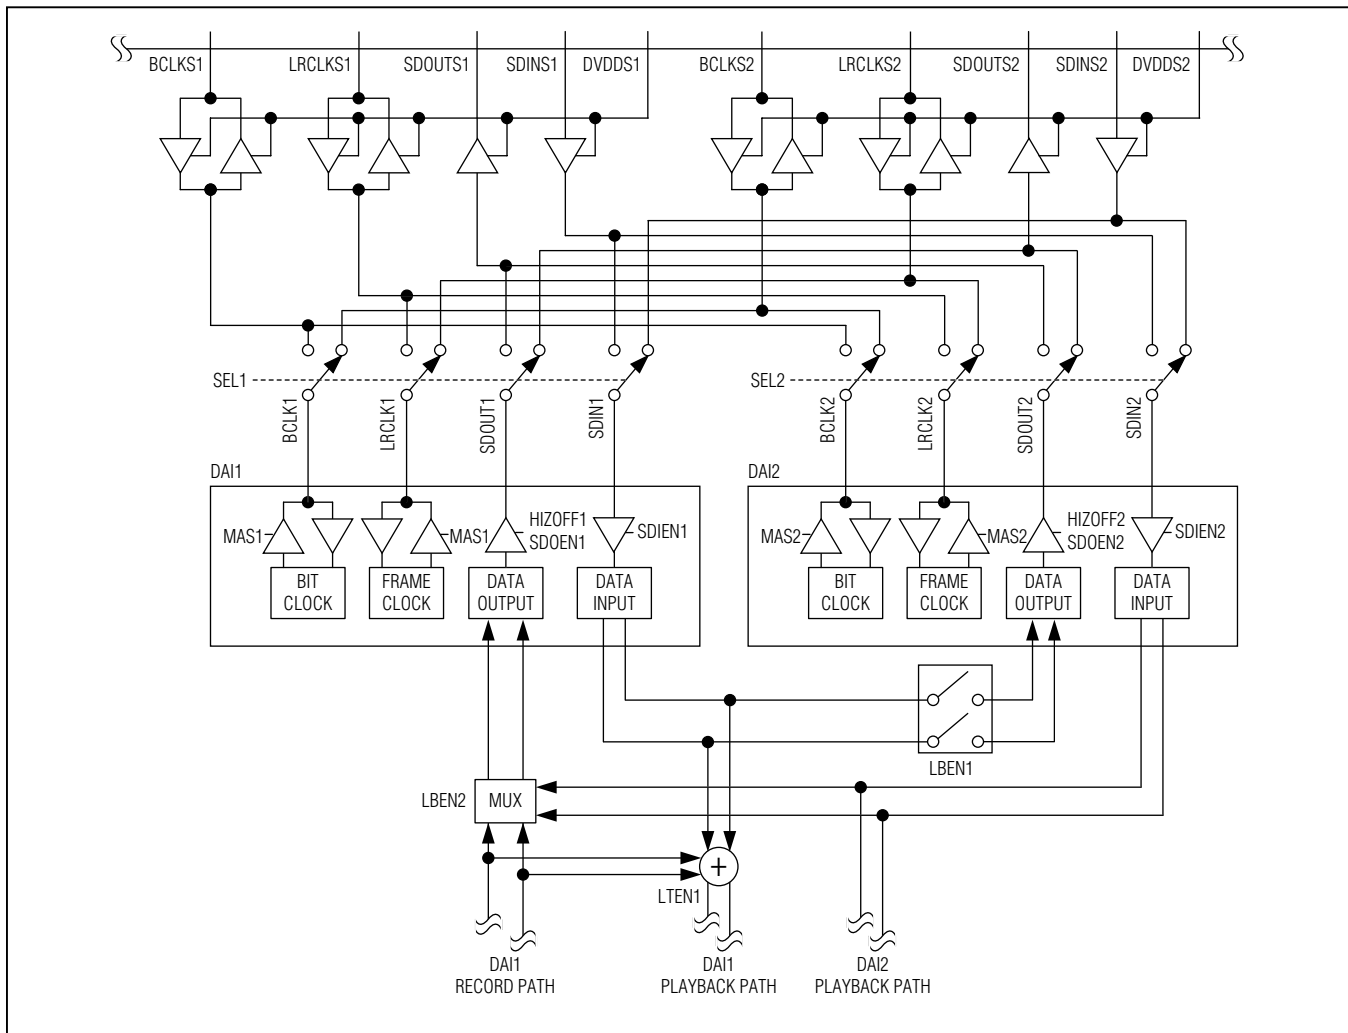 BCLKS1 LRCLKS1 SDOUTS1 SDINS1 DVDDS1 BCLKS2 LRCLKS2 SDOUTS2 SDINS2 DVDDS2
SEL1
SEL2
BCLK1
LRCLK1
SDOUT1
SDIN1
BCLK2
LRCLK2
SDOUT2
SDIN2
DAI1
MAS1
MAS1
HIZOFF1
SDOEN1
SDIEN1
BIT
CLOCK
FRAME
CLOCK
DATA
OUTPUT
DATA
INPUT
DAI2
MAS2
MAS2
HIZOFF2
SDOEN2
SDIEN2
BIT
CLOCK
FRAME
CLOCK
DATA
OUTPUT
DATA
INPUT
LBEN1
LBEN2
MUX
+
LTEN1
DAI1
RECORD PATH
DAI1
PLAYBACK PATH
DAI2
PLAYBACK PATH